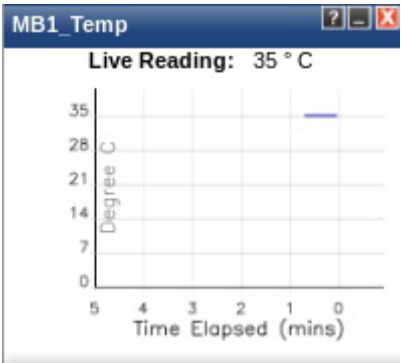 MB1_Temp
Live Reading: 35 ° C
35
28
21
14
7
0
Degree C
5 4 3 2 1 0
Time Elapsed (mins)